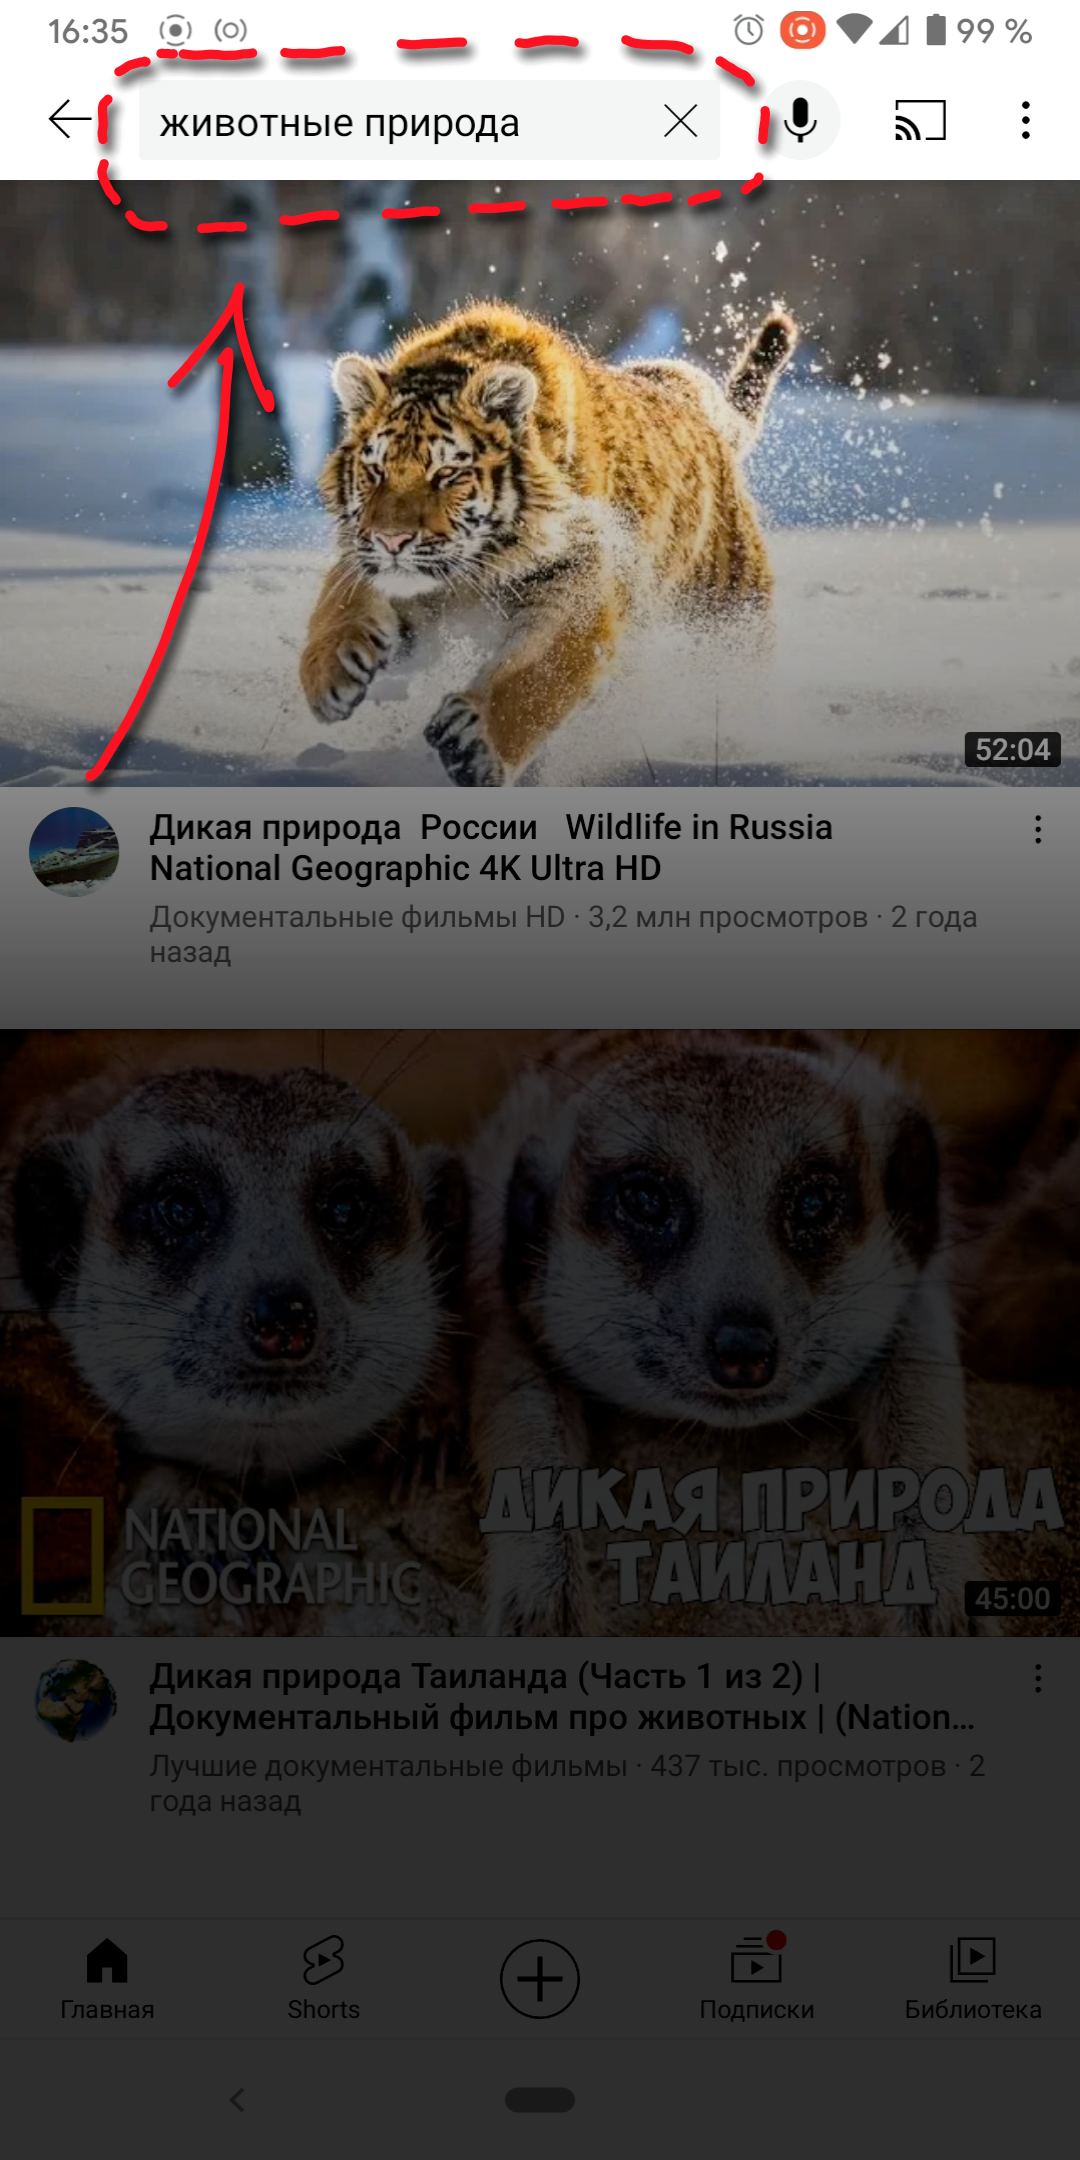 16:35
99 %
животные природа
52:04
Дикая природа  России   Wildlife in Russia
National Geographic 4K Ultra HD
Документальные фильмы HD · 3,2 млн просмотров · 2 года
назад
NATIONAL
GEOGRAPHIC
ДИКАЯ ПРИРОДА
ТАИЛАНД
45:00
Дикая природа Таиланда (Часть 1 из 2) |
Документальный фильм про животных | (Nation...
Лучшие документальные фильмы · 437 тыс. просмотров · 2
года назад
Главная
Shorts
Подписки
Библиотека